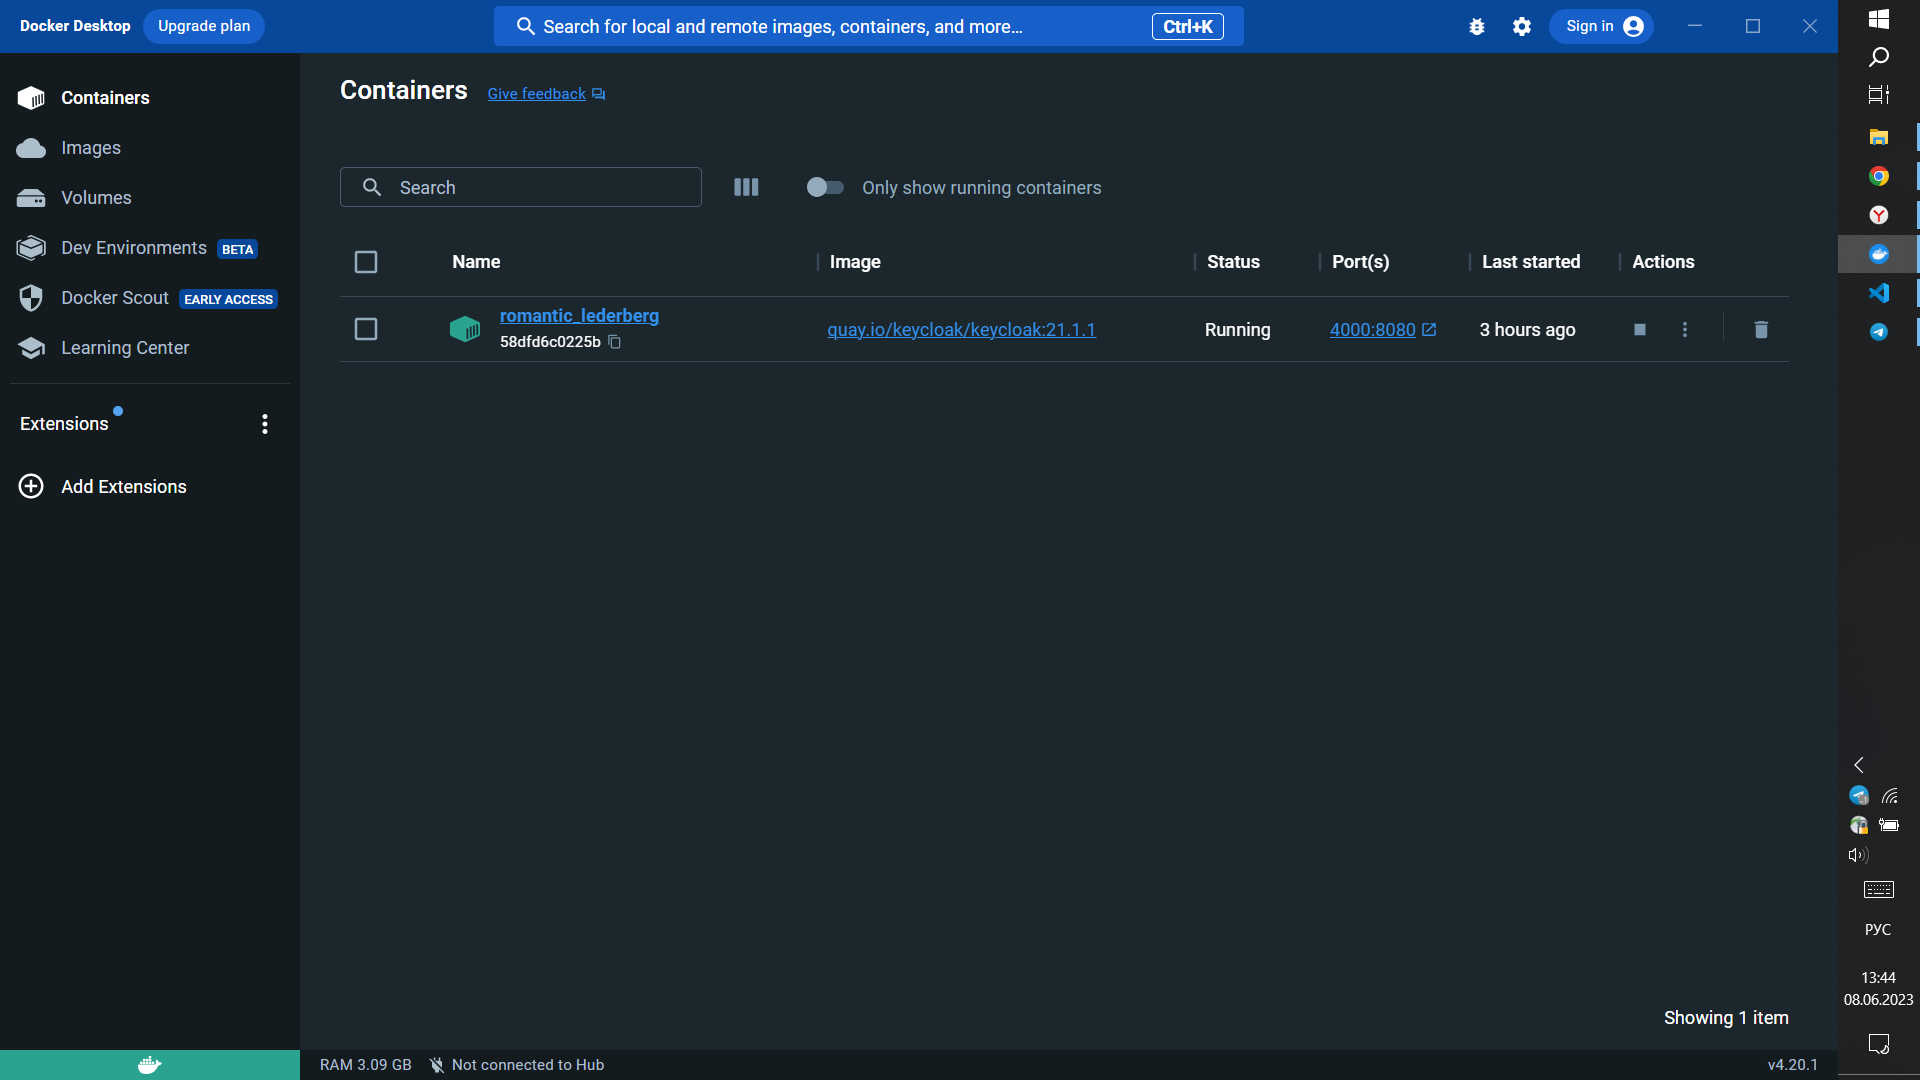 Docker Desktop
Upgrade plan
Search for local and remote images, containers, and more...
Ctrl+K
Sign in
Containers
Images
Volumes
Dev Environments BETA
Docker Scout EARLY ACCESS
Learning Center
Extensions
Add Extensions
Containers
Give feedback
Search
Only show running containers
Name
Image
Status
Port(s)
Last started
Actions
romantic_lederberg
58dfd6c0225b
quay.io/keycloak/keycloak:21.1.1
Running
4000:8080
3 hours ago
Showing 1 item
RAM 3.09 GB
Not connected to Hub
v4.20.1
РУС
13:44
08.06.2023